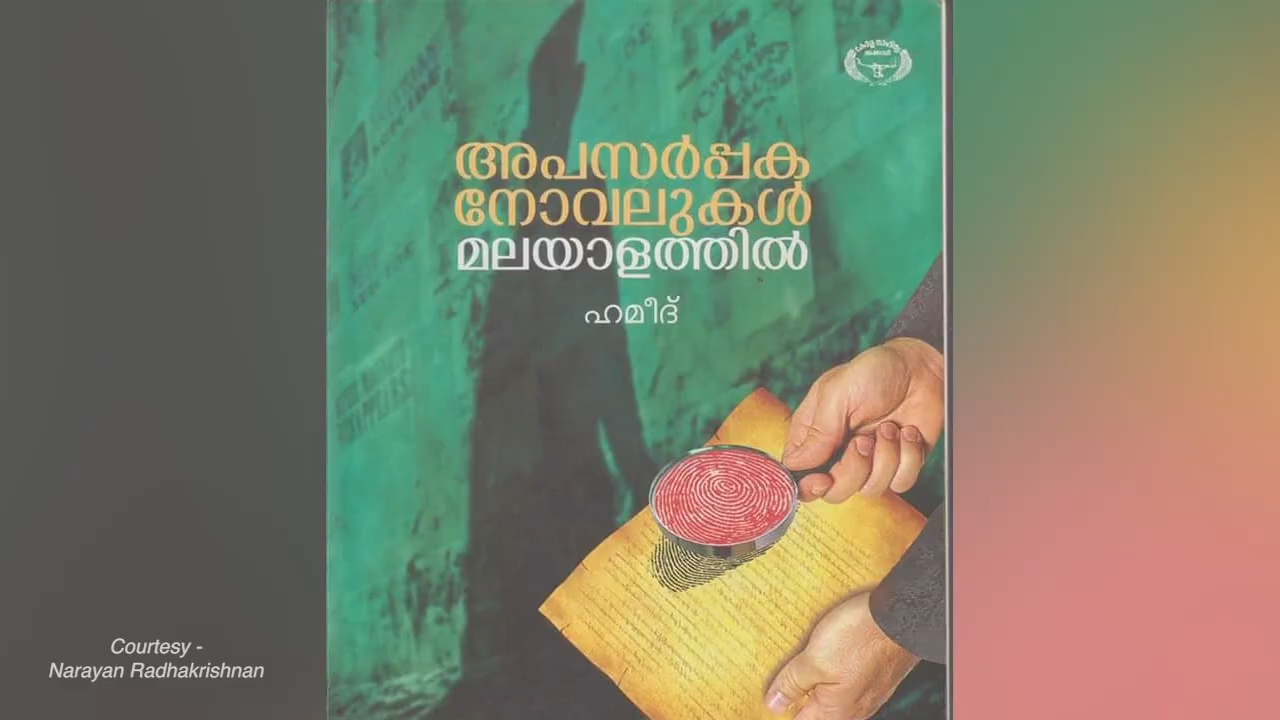 അപസർപ്പക
നോവലുകൾ
മലയാളത്തിൽ
ഹമീദ്
Courtesy -
Narayan Radhakrishnan